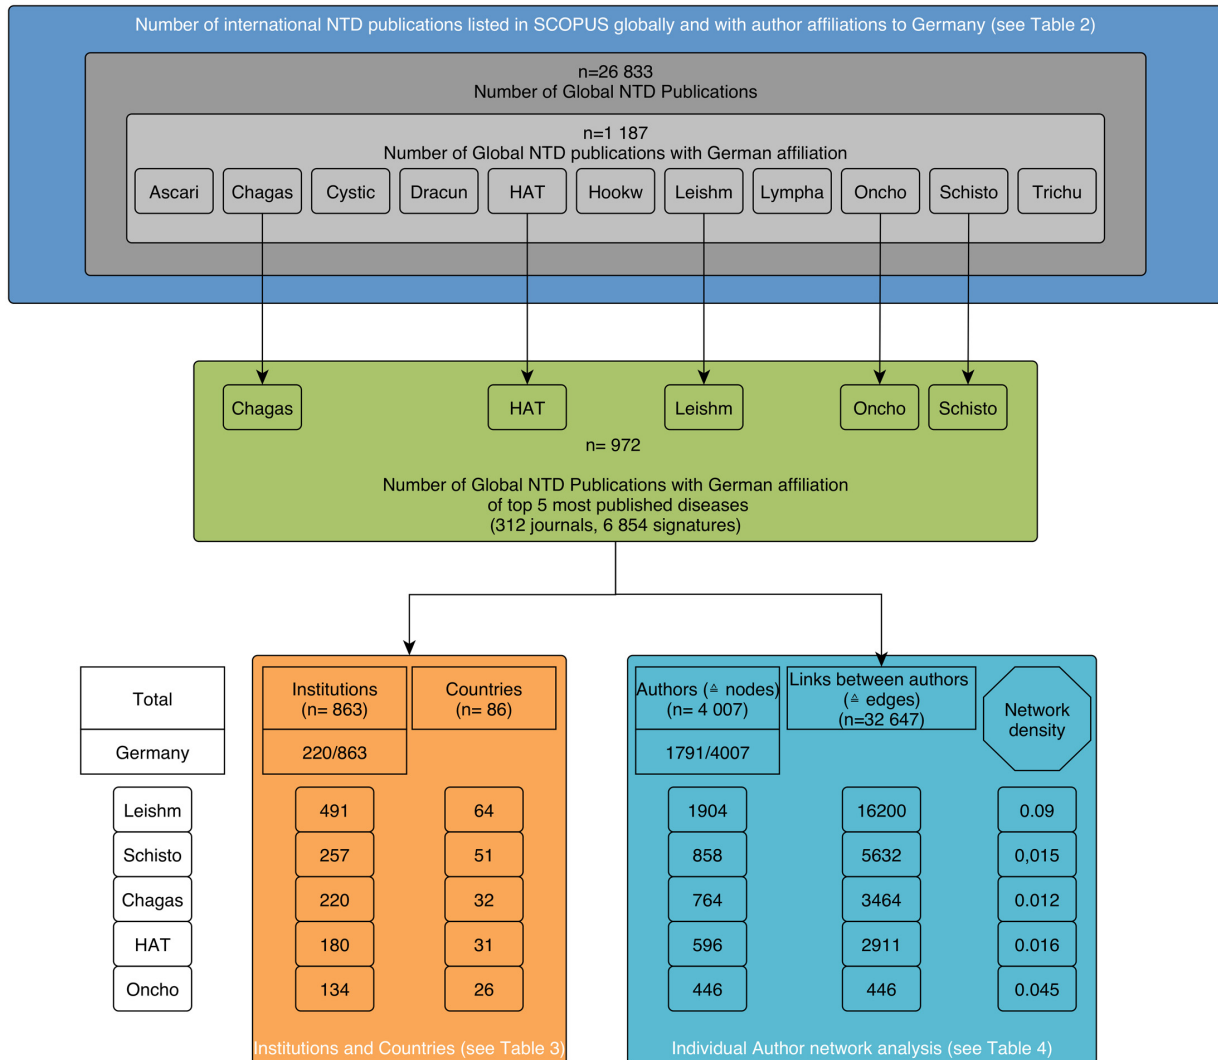 Number of international NTD publications listed in SCOPUS globally and with author affiliations to Germany (see Table 2)
n=26 833
Number of Global NTD Publications
n=1 187
Number of Global NTD publications with German affiliation
Ascari Chagas Cystic Dracun HAT Hookw Leishm Lympha Oncho Schisto Trichu
Chagas HAT Leishm Oncho Schisto
n= 972
Number of Global NTD Publications with German affiliation
of top 5 most published diseases
(312 journals, 6 854 signatures)
Total
Institutions
(n= 863)
Countries
(n= 86)
Authors (≙ nodes)
(n= 4 007)
Links between authors
(≙ edges)
(n=32 647)
Network
density
Germany 220/863 1791/4007
Leishm 491 64 1904 16200 0.09
Schisto 257 51 858 5632 0,015
Chagas 220 32 764 3464 0.012
HAT 180 31 596 2911 0.016
Oncho 134 26 446 446 0.045
Institutions and Countries (see Table 3)
Individual Author network analysis (see Table 4)